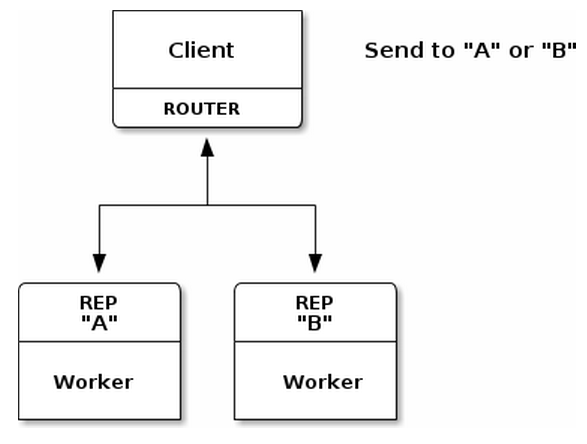 Client
Send to "A" or "B"
ROUTER
REP
"A"
REP
"B"
Worker
Worker